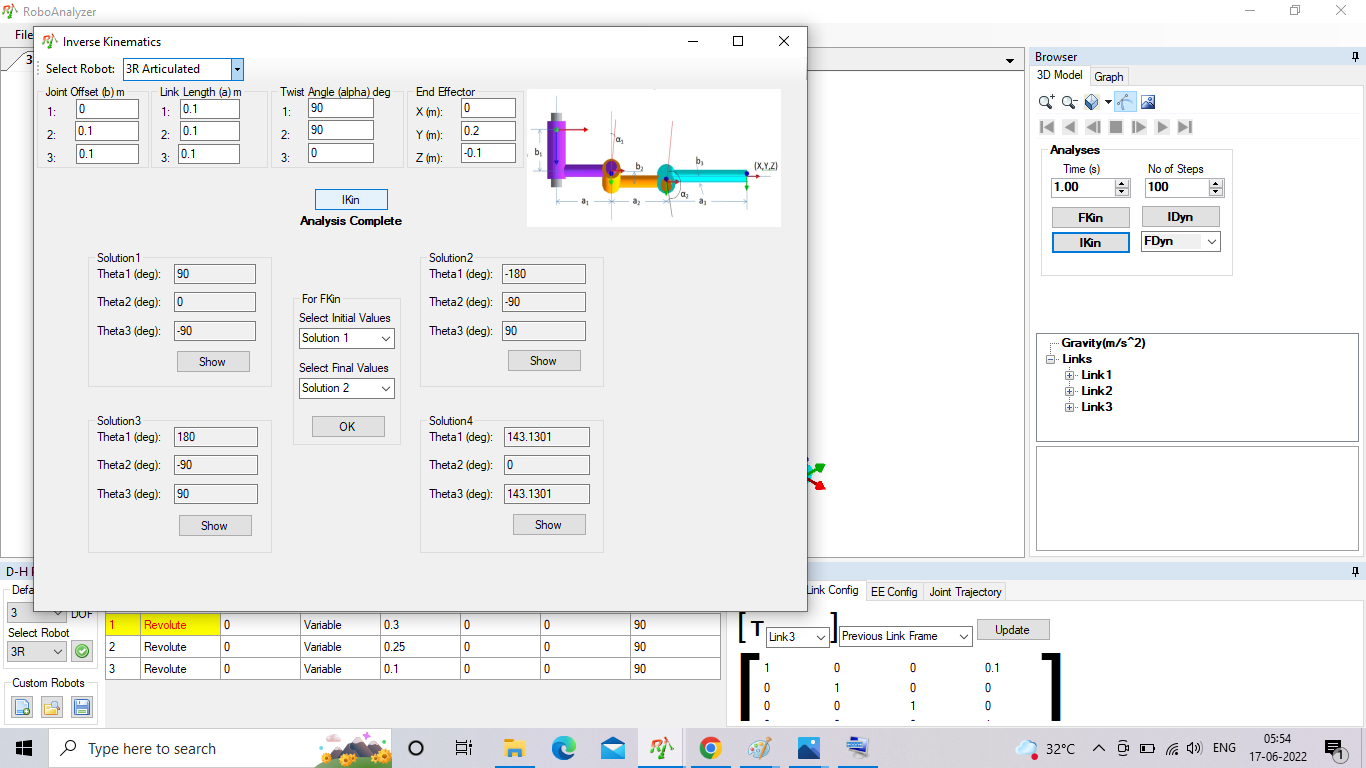 RoboAnalyzer
File
Inverse Kinematics
Select Robot: 3R Articulated
Joint Offset (b) m
1: 0
2: 0.1
3: 0.1
Link Length (a) m
1: 0.1
2: 0.1
3: 0.1
Twist Angle (alpha) deg
1: 90
2: 90
3: 0
End Effector
X (m): 0
Y (m): 0.2
Z (m): -0.1
b1
α1
b2
b3
(X,Y,Z)
α2
a1 a2 a3
IKin
Analysis Complete
Solution1
Theta1 (deg): 90
Theta2 (deg): 0
Theta3 (deg): -90
Show
For FKin
Select Initial Values
Solution 1
Select Final Values
Solution 2
OK
Solution2
Theta1 (deg): -180
Theta2 (deg): -90
Theta3 (deg): 90
Show
Solution3
Theta1 (deg): 180
Theta2 (deg): -90
Theta3 (deg): 90
Show
Solution4
Theta1 (deg): 143.1301
Theta2 (deg): 0
Theta3 (deg): 143.1301
Show
3
Browser
3D Model Graph
Analyses
Time (s) No of Steps
1.00 100
FKin IDyn
IKin FDyn
Gravity(m/s^2)
Links
Link1
Link2
Link3
D-H
3 DOF
Select Robot
3R
Custom Robots
1 Revolute 0 Variable 0.3 0 0 90
2 Revolute 0 Variable 0.25 0 0 90
3 Revolute 0 Variable 0.1 0 0 90
Link Config EE Config Joint Trajectory
[T Link3 ] Previous Link Frame Update
1 0 0 0.1
0 1 0 0
0 0 1 0
Type here to search
32°C ENG
05:54
17-06-2022
1